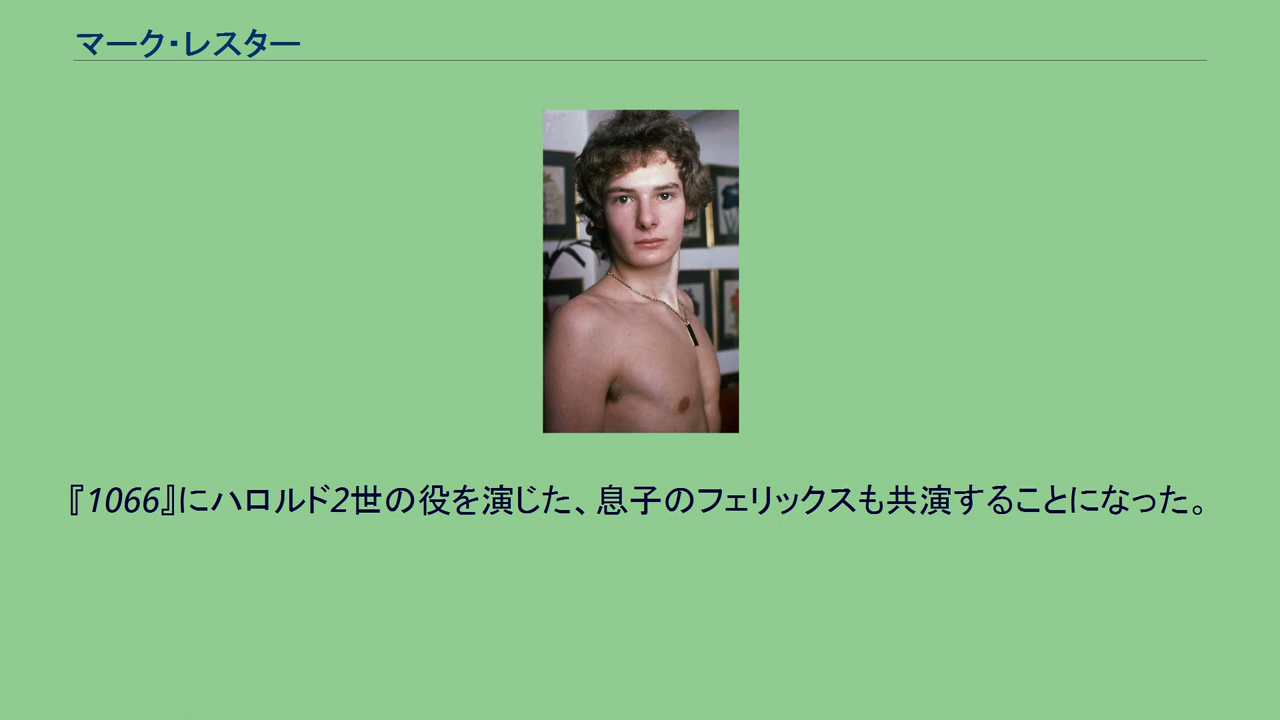 マーク・レスター
『1066』にハロルド2世の役を演じた、息子のフェリックスも共演することになった。